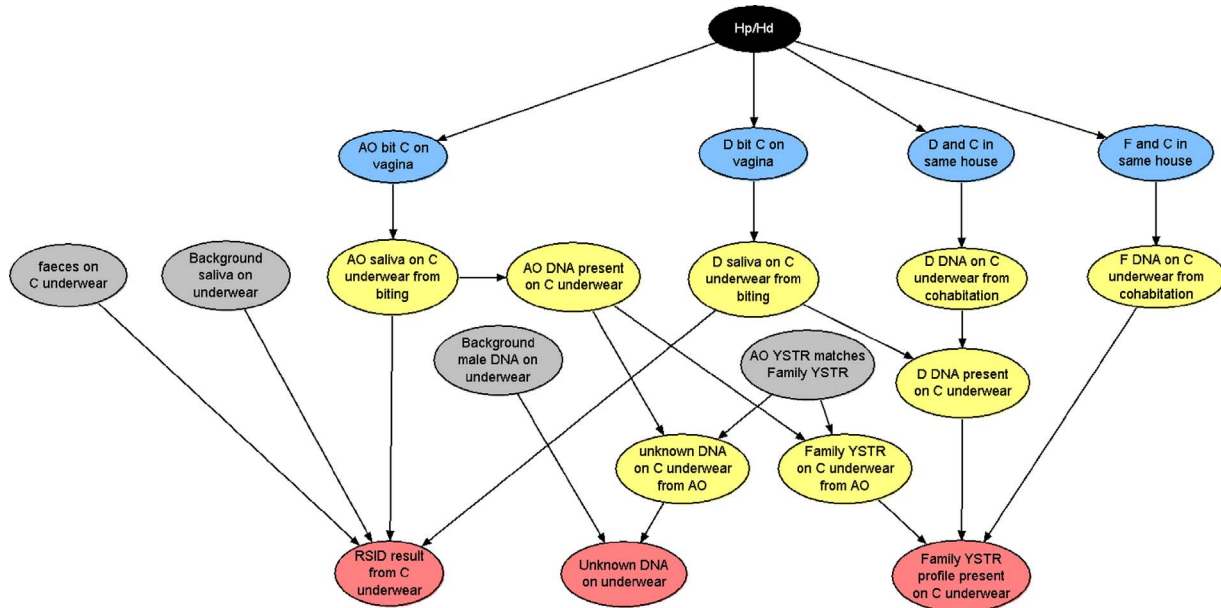 Hp/Hd
AO bit C on
vagina
D bit C on
vagina
D and C in
same house
F and C in
same house
faeces on
C underwear
Background
saliva on
underwear
AO saliva on C
underwear from
biting
AO DNA present
on C underwear
D saliva on C
underwear from
biting
D DNA on C
underwear from
cohabitation
F DNA on C
underwear from
cohabitation
Background
male DNA on
underwear
AO YSTR matches
Family YSTR
D DNA present
on C underwear
unknown DNA
on C underwear
from AO
Family YSTR
on C underwear
from AO
RSID result
from C
underwear
Unknown DNA
on underwear
Family YSTR
profile present
on C underwear